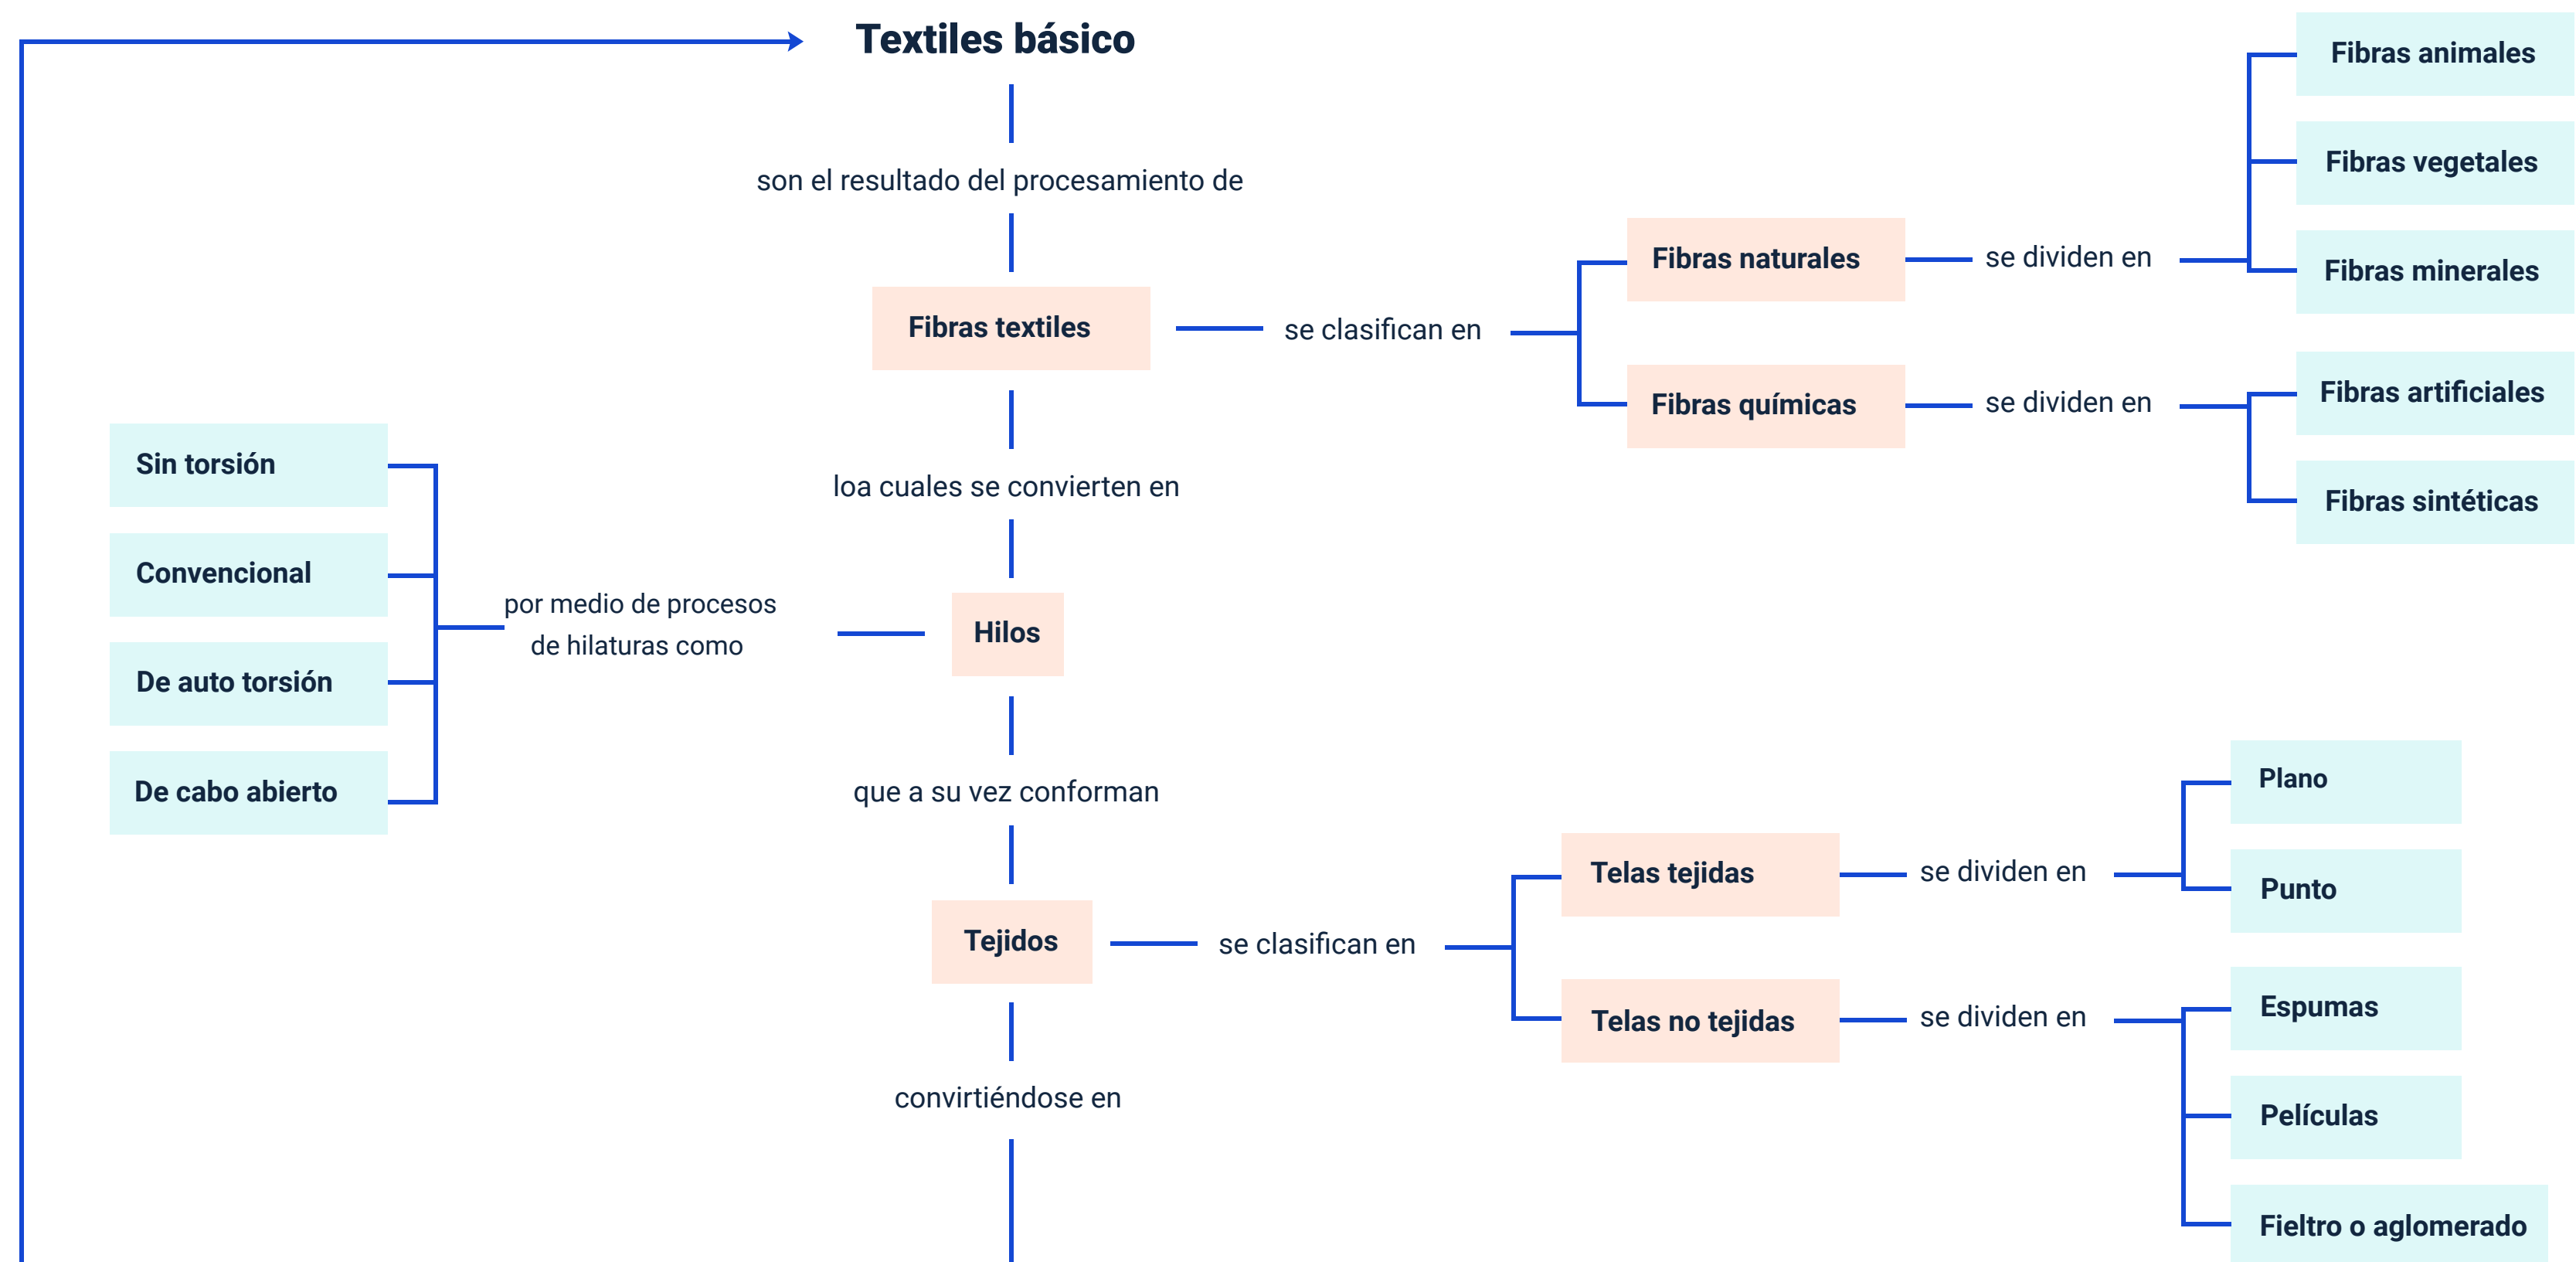 Textiles básico
son el resultado del procesamiento de
Fibras textiles
se clasifican en
Fibras naturales
se dividen en
Fibras animales
Fibras vegetales
Fibras minerales
Fibras químicas
se dividen en
Fibras artificiales
Fibras sintéticas
loa cuales se convierten en
Hilos
por medio de procesos
de hilaturas como
Sin torsión
Convencional
De auto torsión
De cabo abierto
que a su vez conforman
Tejidos
se clasifican en
Telas tejidas
se dividen en
Plano
Punto
Telas no tejidas
se dividen en
Espumas
Películas
Fieltro o aglomerado
convirtiéndose en